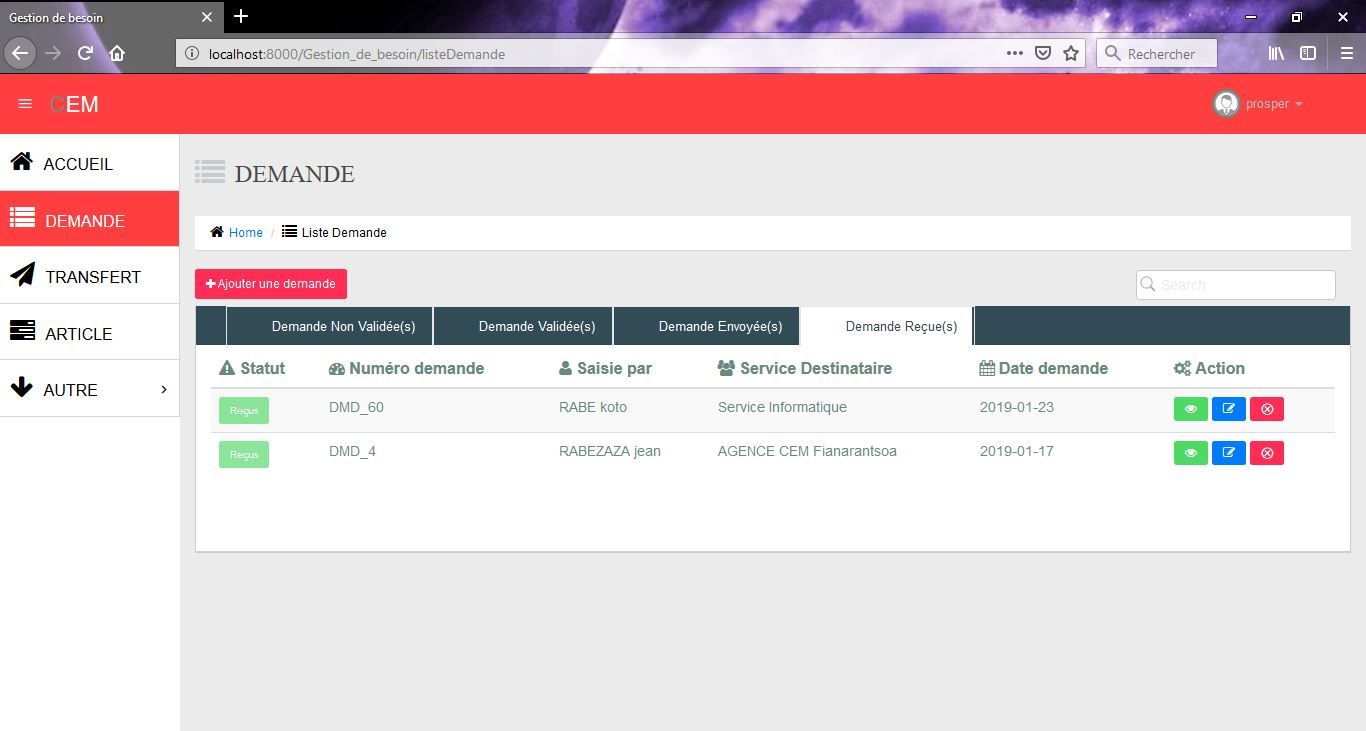 Gestion de besoin
localhost:8000/Gestion_de_besoin/listeDemande
Rechercher
CEM
prosper
ACCUEIL
DEMANDE
TRANSFERT
ARTICLE
AUTRE
DEMANDE
Home / Liste Demande
Ajouter une demande
Search
Demande Non Validée(s) Demande Validée(s) Demande Envoyée(s) Demande Reçue(s)
Statut Numéro demande Saisie par Service Destinataire Date demande Action
Reçus DMD_60 RABE koto Service Informatique 2019-01-23
Reçus DMD_4 RABEZAZA jean AGENCE CEM Fianarantsoa 2019-01-17